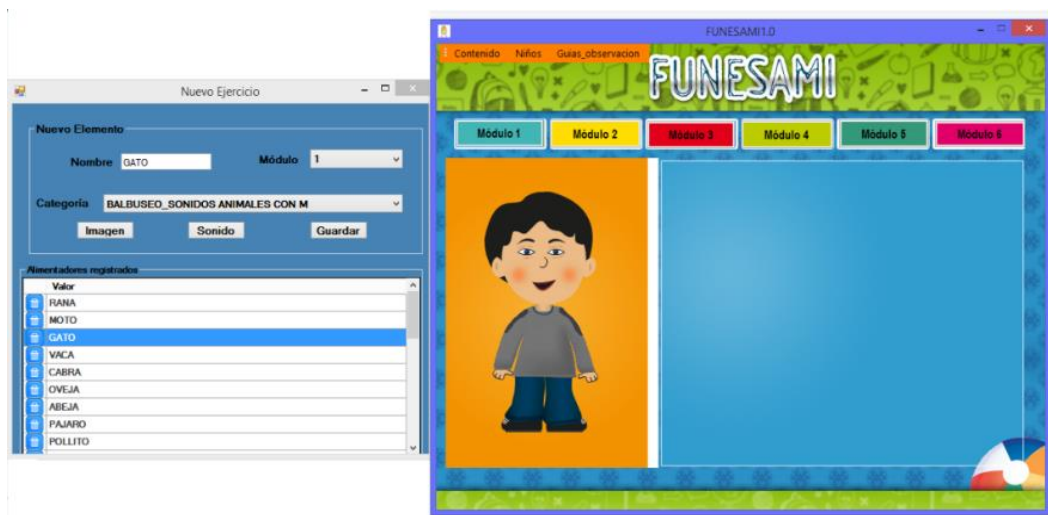 Nuevo Ejercicio
Nuevo Elemento
Nombre GATO Módulo 1
Categoría BALBUSEO_SONIDOS ANIMALES CON M
Imagen Sonido Guardar
Alimentadores registrados
Valor
RANA
MOTO
GATO
VACA
CABRA
OVEJA
ABEJA
PAJARO
POLLITO
FUNESAMI1.0
Contenido Niños Guias_observacion
FUNESAMI
Módulo 1 Módulo 2 Módulo 3 Módulo 4 Módulo 5 Módulo 6